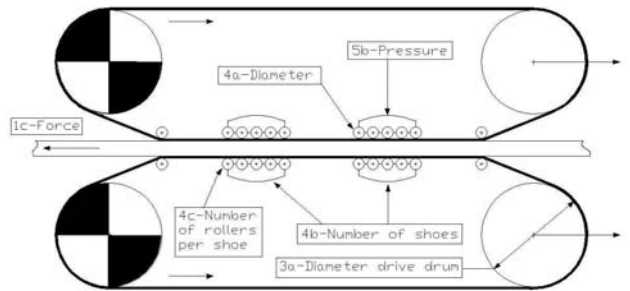 5b-Pressure
4a-Diameter
1c-Force
4c-Number
of rollers
per shoe
4b-Number of shoes
3a-Diameter drive drum